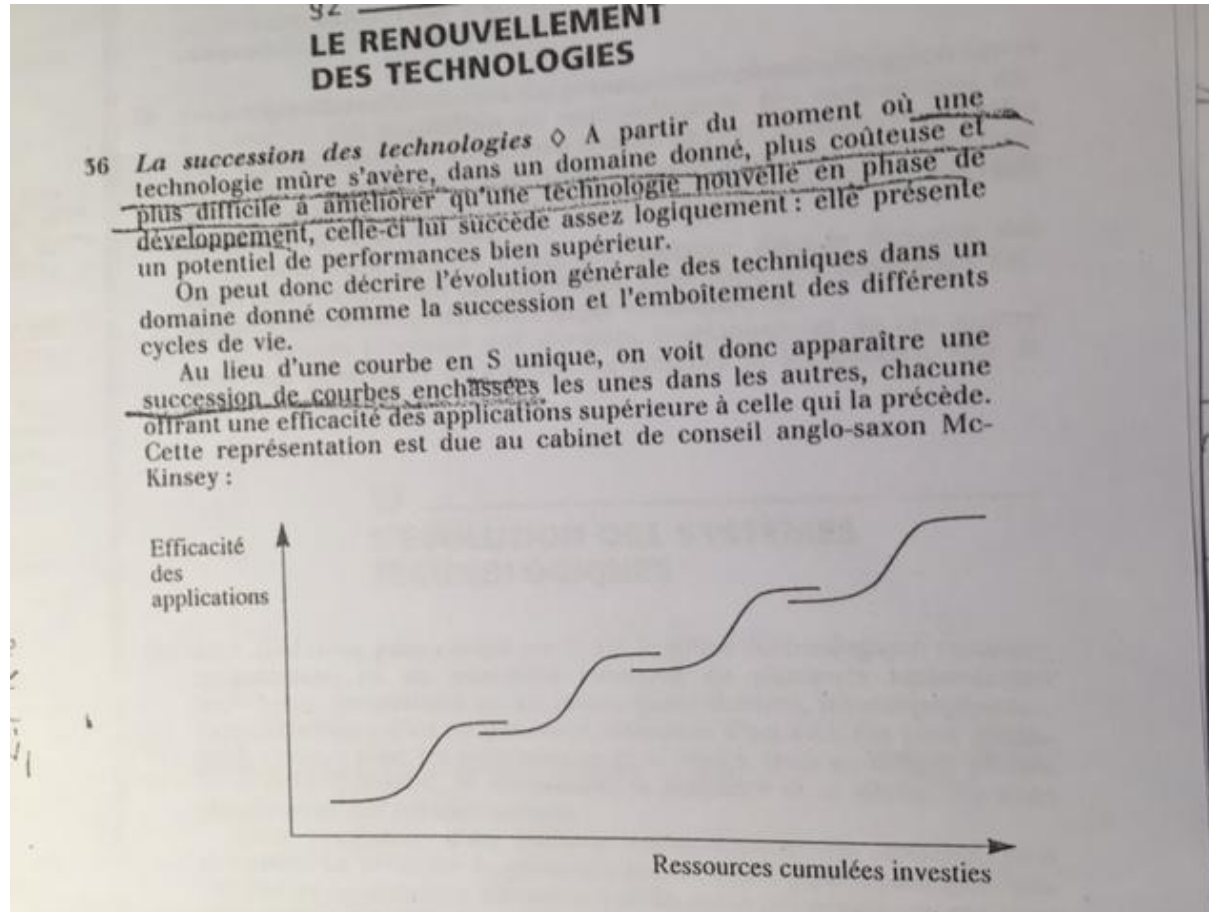 92
LE RENOUVELLEMENT
DES TECHNOLOGIES
36 La succession des technologies ◊ A partir du moment où une
technologie mûre s'avère, dans un domaine donné, plus coûteuse et
plus difficile à améliorer qu'une technologie nouvelle en phase de
développement, celle-ci lui succède assez logiquement : elle présente
un potentiel de performances bien supérieur.
On peut donc décrire l'évolution générale des techniques dans un
domaine donné comme la succession et l'emboîtement des différents
cycles de vie.
Au lieu d'une courbe en S unique, on voit donc apparaître une
succession de courbes enchassées les unes dans les autres, chacune
offrant une efficacité des applications supérieure à celle qui la précède.
Cette représentation est due au cabinet de conseil anglo-saxon Mc-
Kinsey :
Efficacité
des
applications
Ressources cumulées investies